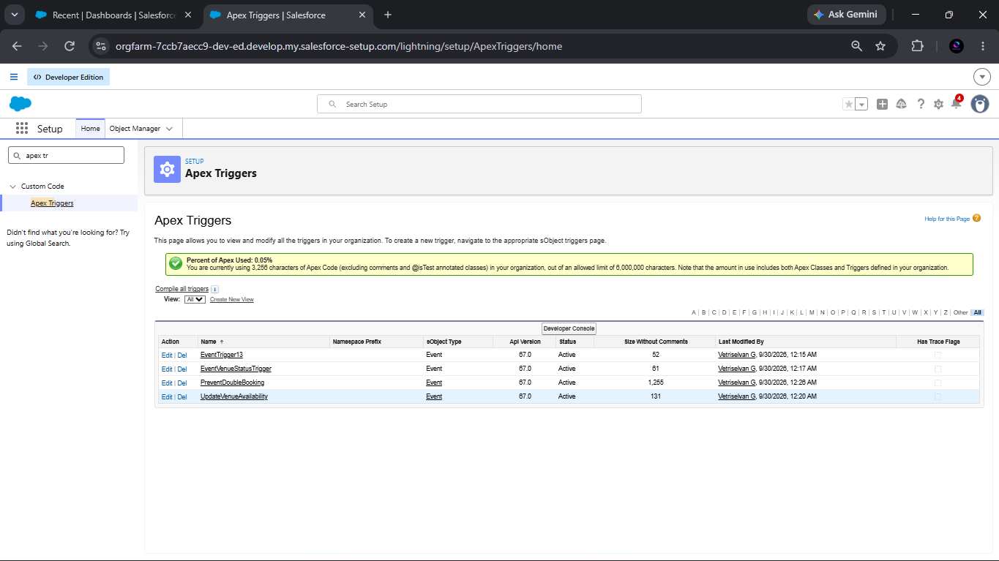 Recent | Dashboards | Salesforce
Apex Triggers | Salesforce
Ask Gemini
orgfarm-7ccb7aecc9-dev-ed.develop.my.salesforce-setup.com/lightning/setup/ApexTriggers/home
Developer Edition
Search Setup
4
Setup
Home
Object Manager
apex tr
Custom Code
Apex Triggers
Didn't find what you're looking for? Try
using Global Search.
SETUP
Apex Triggers
Apex Triggers
Help for this Page ?
This page allows you to view and modify all the triggers in your organization. To create a new trigger, navigate to the appropriate sObject triggers page.
Percent of Apex Used: 0.05%
You are currently using 3,256 characters of Apex Code (excluding comments and @isTest annotated classes) in your organization, out of an allowed limit of 6,000,000 characters. Note that the amount in use includes both Apex Classes and Triggers defined in your organization.
Compile all triggers i
View: All Create New View
A | B | C | D | E | F | G | H | I | J | K | L | M | N | O | P | Q | R | S | T | U | V | W | X | Y | Z | Other | All
Developer Console
Action Name ↑ Namespace Prefix sObject Type Api Version Status Size Without Comments Last Modified By Has Trace Flags
Edit | Del EventTrigger13 Event 67.0 Active 52 Vetriselvan G, 9/30/2026, 12:15 AM
Edit | Del EventVenueStatusTrigger Event 67.0 Active 61 Vetriselvan G, 9/30/2026, 12:17 AM
Edit | Del PreventDoubleBooking Event 67.0 Active 1,255 Vetriselvan G, 9/30/2026, 12:26 AM
Edit | Del UpdateVenueAvailability Event 67.0 Active 131 Vetriselvan G, 9/30/2026, 12:20 AM